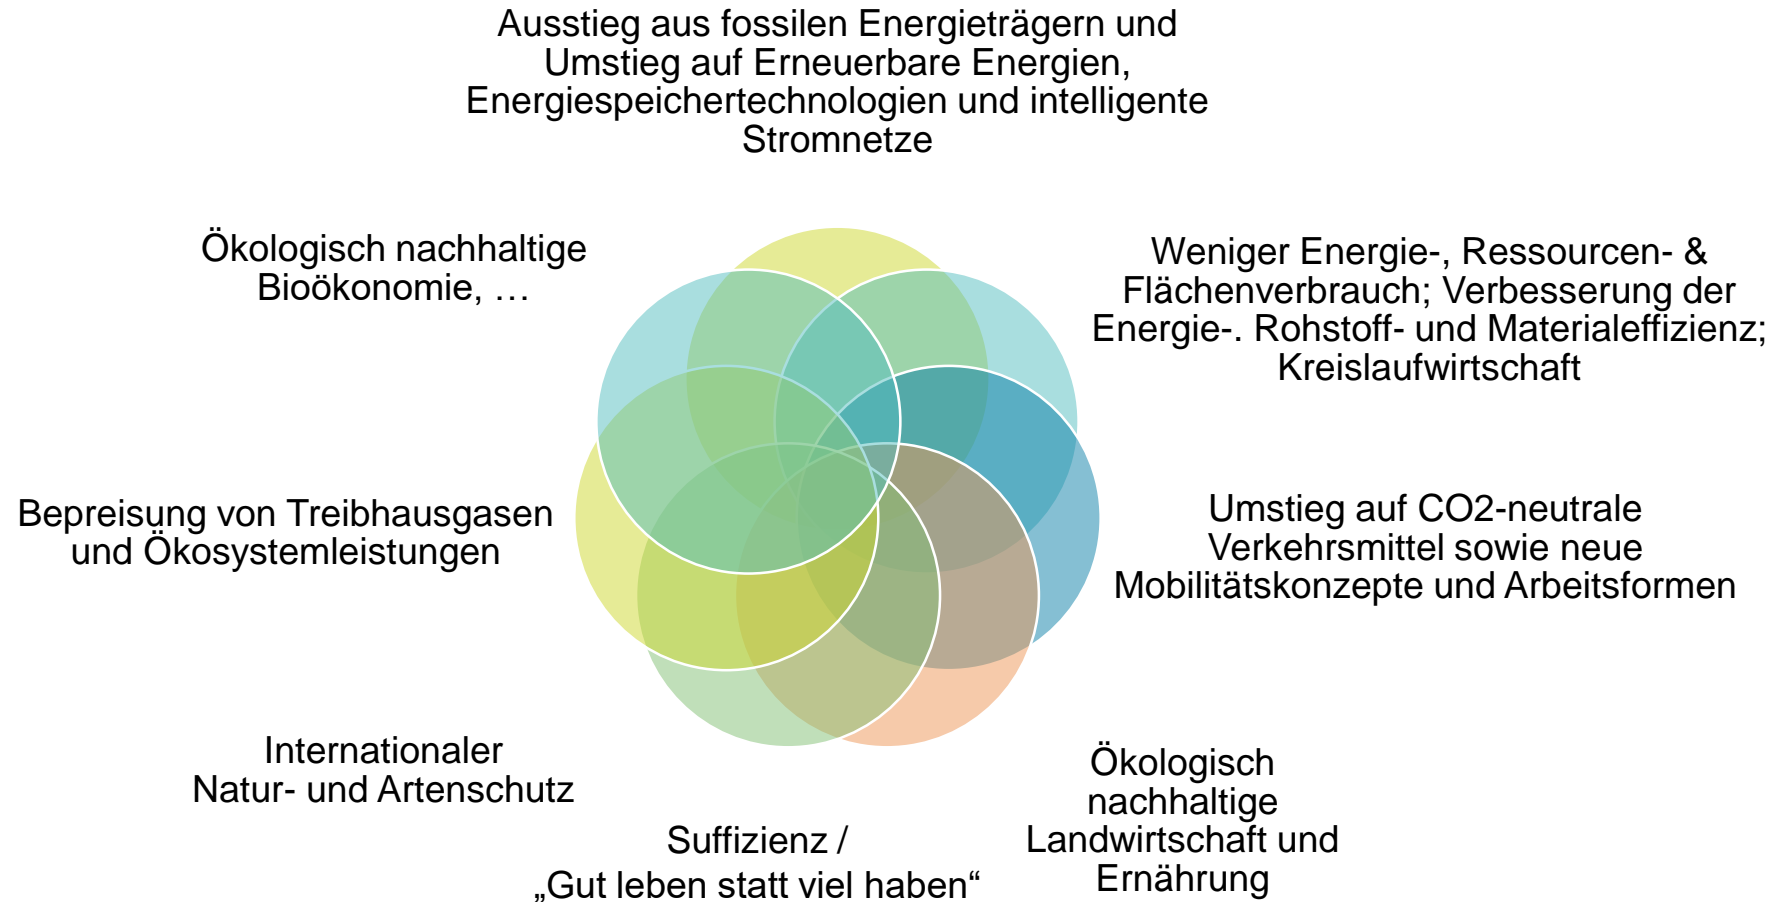 Ausstieg aus fossilen Energieträgern und
Umstieg auf Erneuerbare Energien,
Energiespeichertechnologien und intelligente
Stromnetze
Ökologisch nachhaltige
Bioökonomie, …
Weniger Energie-, Ressourcen- &
Flächenverbrauch; Verbesserung der
Energie-. Rohstoff- und Materialeffizienz;
Kreislaufwirtschaft
Bepreisung von Treibhausgasen
und Ökosystemleistungen
Umstieg auf CO2-neutrale
Verkehrsmittel sowie neue
Mobilitätskonzepte und Arbeitsformen
Internationaler
Natur- und Artenschutz
Ökologisch
nachhaltige
Landwirtschaft und
Ernährung
Suffizienz /
„Gut leben statt viel haben“